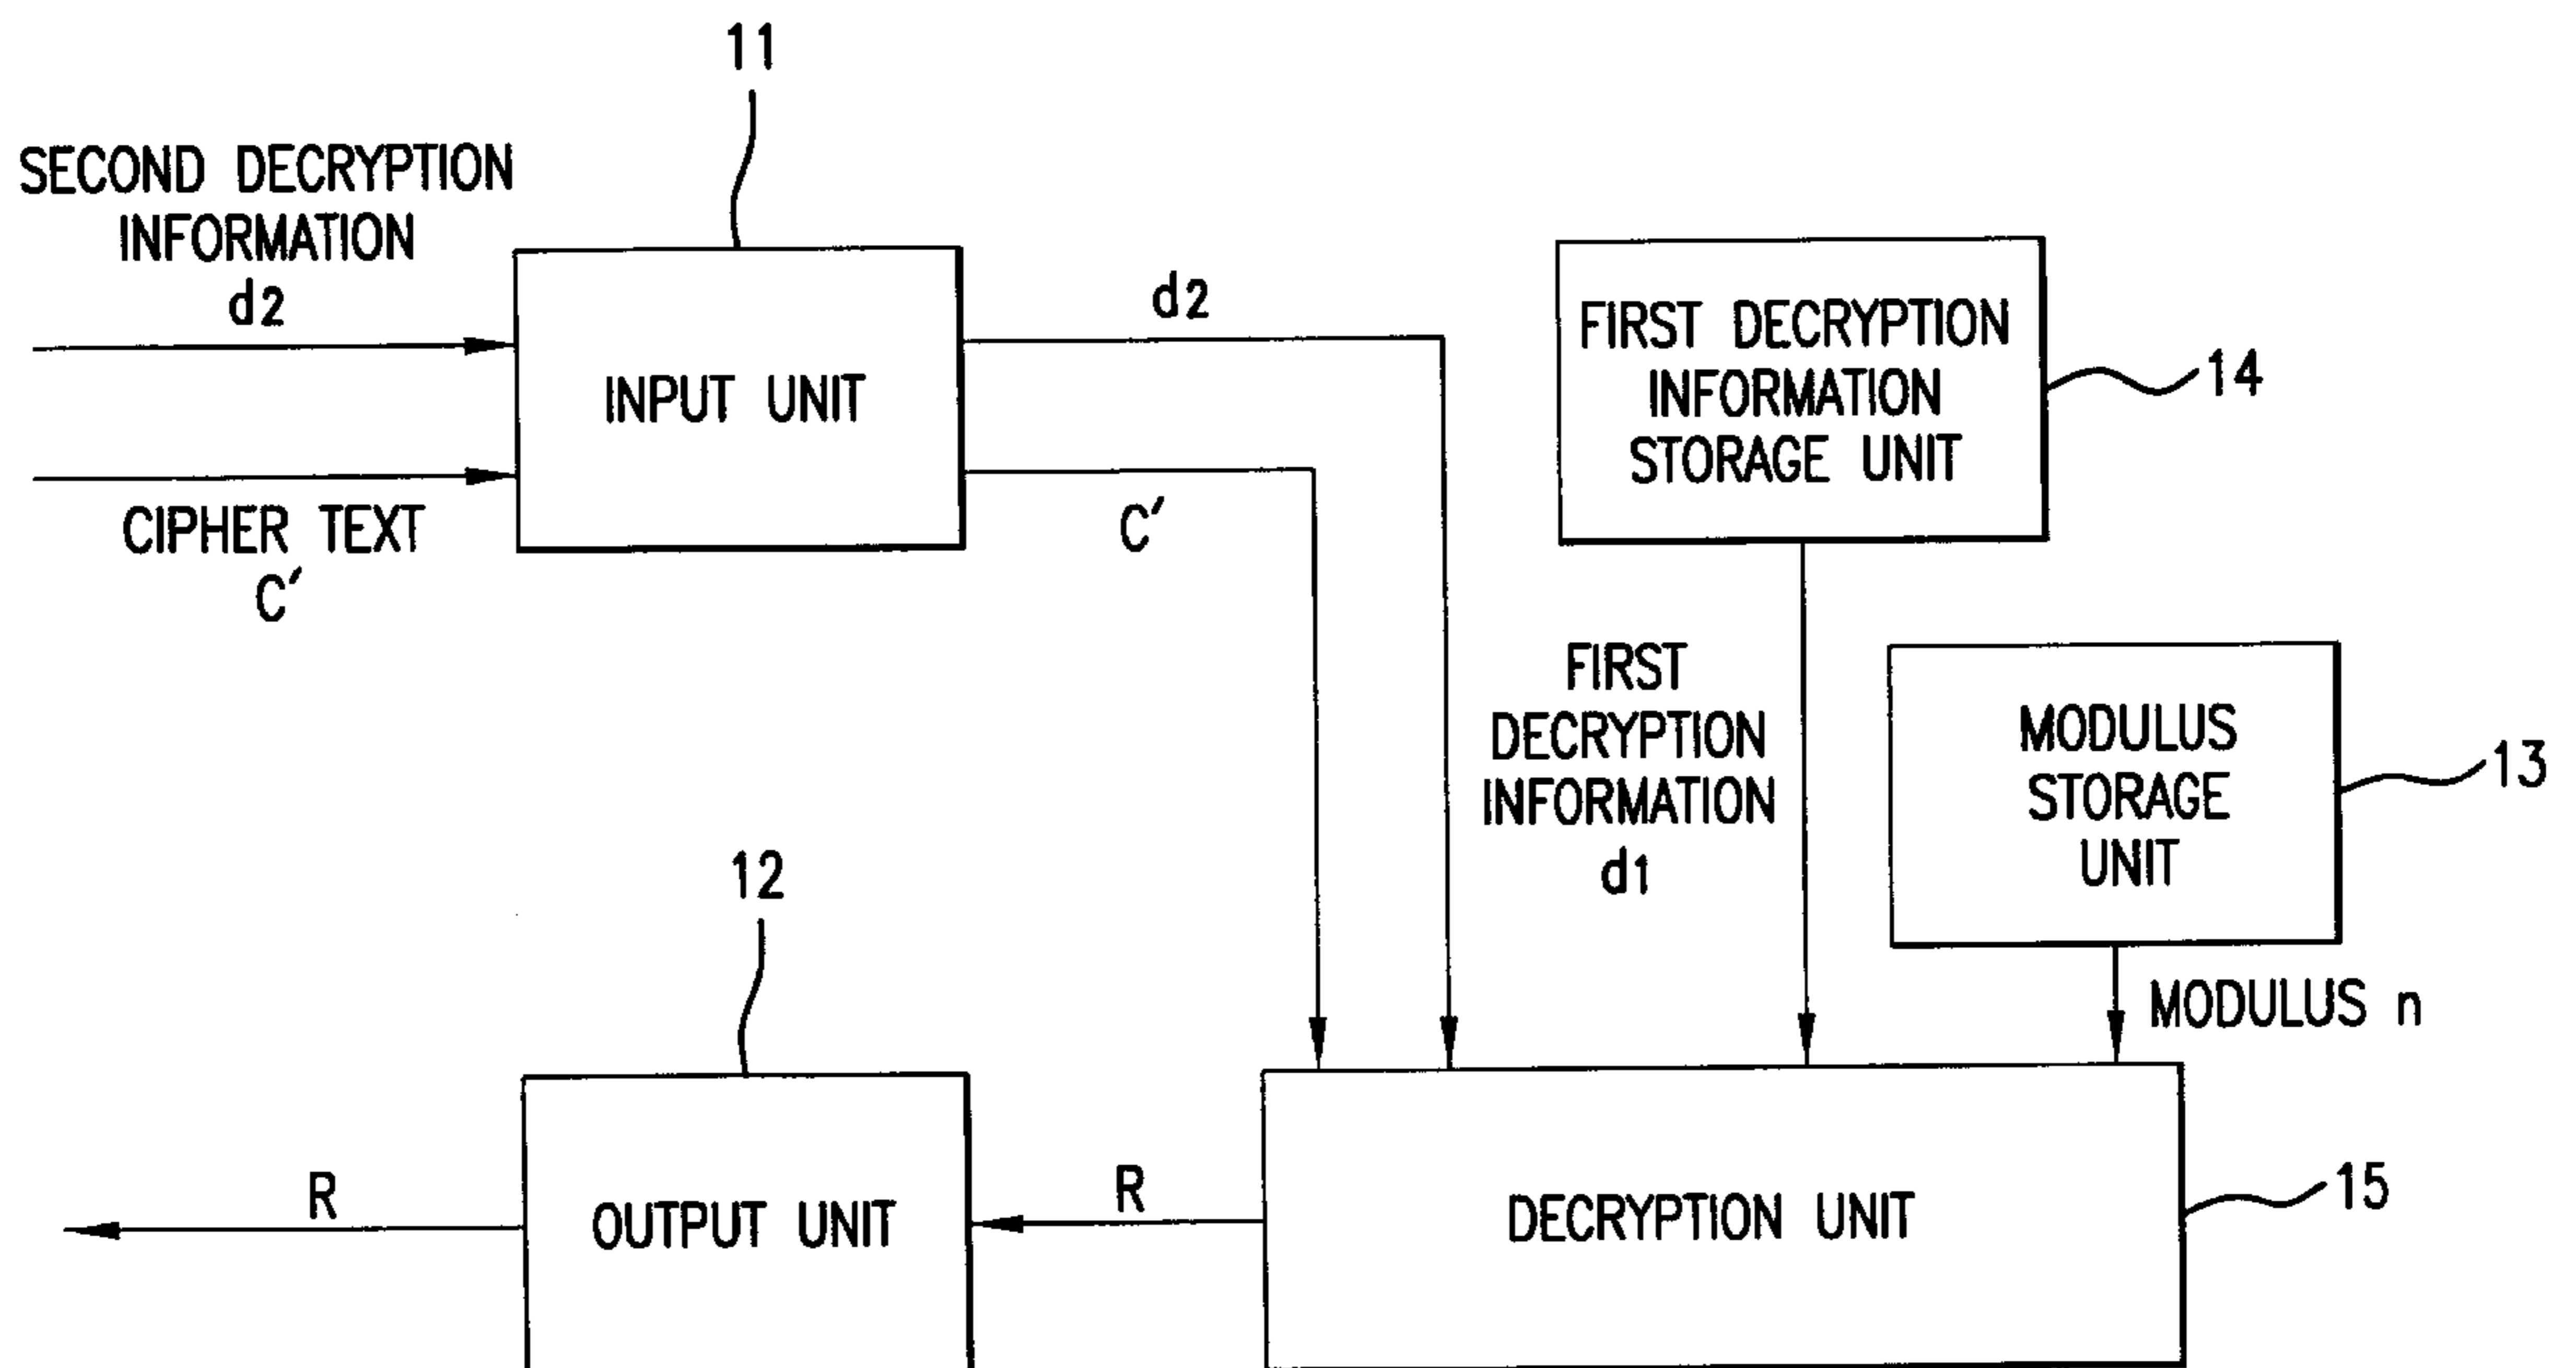 11
SECOND DECRYPTION
INFORMATION
d2
INPUT UNIT
CIPHER TEXT
C′
d2
C′
FIRST DECRYPTION
INFORMATION
STORAGE UNIT
14
FIRST
DECRYPTION
INFORMATION
d1
MODULUS
STORAGE
UNIT
13
MODULUS n
12
R
OUTPUT UNIT
R
DECRYPTION UNIT
15